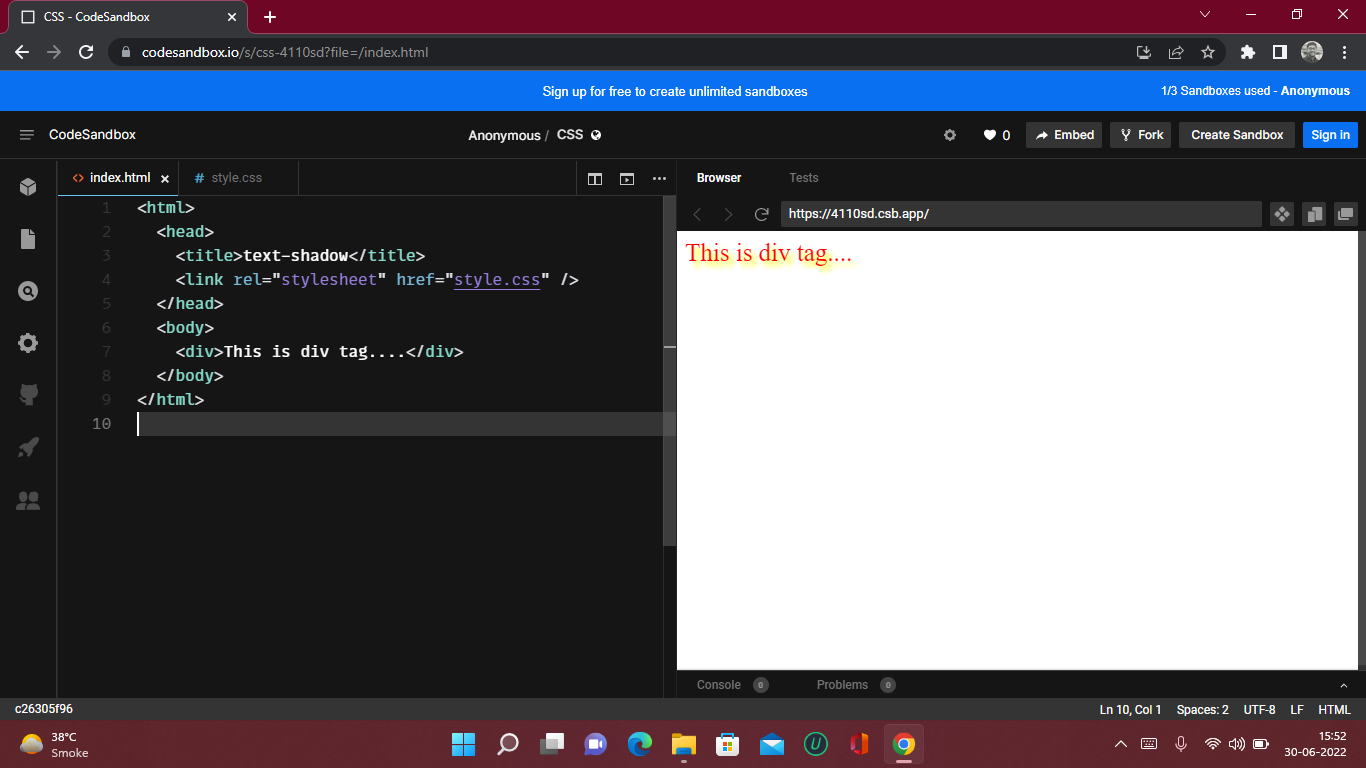 CSS - CodeSandbox
codesandbox.io/s/css-4110sd?file=/index.html
Sign up for free to create unlimited sandboxes
1/3 Sandboxes used - Anonymous
CodeSandbox
Anonymous / CSS
0
Embed
Fork
Create Sandbox
Sign in
<> index.html
# style.css
1 <html>
2 <head>
3 <title>text-shadow</title>
4 <link rel="stylesheet" href="style.css" />
5 </head>
6 <body>
7 <div>This is div tag....</div>
8 </body>
9 </html>
10
Browser
Tests
https://4110sd.csb.app/
This is div tag....
Console 0
Problems 0
c26305f96
Ln 10, Col 1
Spaces: 2
UTF-8
LF
HTML
38°C
Smoke
U
15:52
30-06-2022